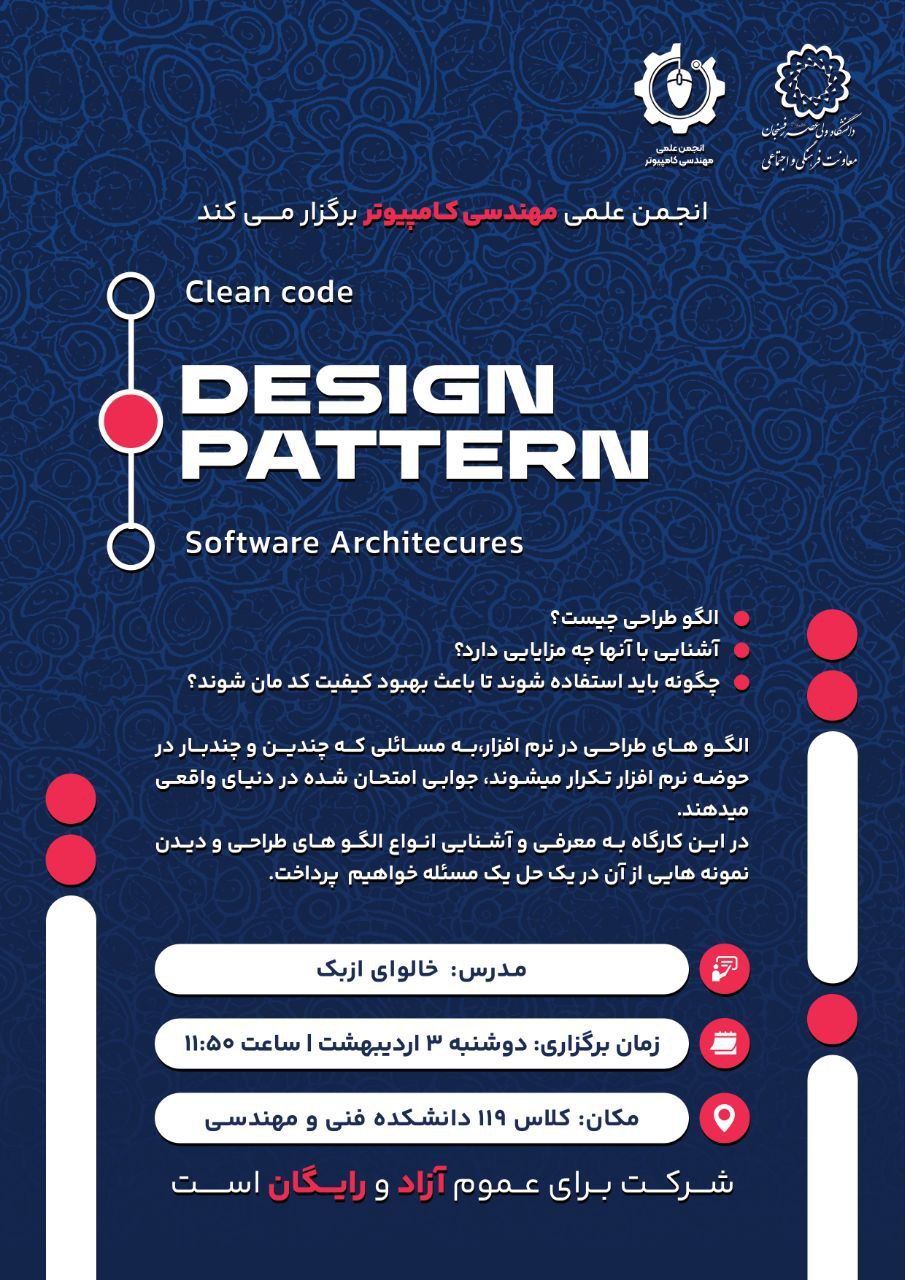 دانشگاه ولی عصر رفسنجان
معاونت فرهنگی و اجتماعی
انجمن علمی
مهندسی کامپیوتر
انجمن علمی مهندسی کامپیوتر برگزار می کند
Clean code
DESIGN
PATTERN
Software Architecures
الگو طراحی چیست؟
آشنایی با آنها چه مزایایی دارد؟
چگونه باید استفاده شوند تا باعث بهبود کیفیت کد مان شوند؟
الگو های طراحی در نرم افزار،به مسائلی که چندین و چندبار در
حوضه نرم افزار تکرار میشوند، جوابی امتحان شده در دنیای واقعی
میدهند.
در این کارگاه به معرفی و آشنایی انواع الگو های طراحی و دیدن
نمونه هایی از آن در یک حل یک مسئله خواهیم پرداخت.
مدرس: خالوای ازبک
زمان برگزاری: دوشنبه ۳ اردیبهشت | ساعت ۱۱:۵۰
مکان: کلاس ۱۱۹ دانشکده فنی و مهندسی
شرکت برای عموم آزاد و رایگان است